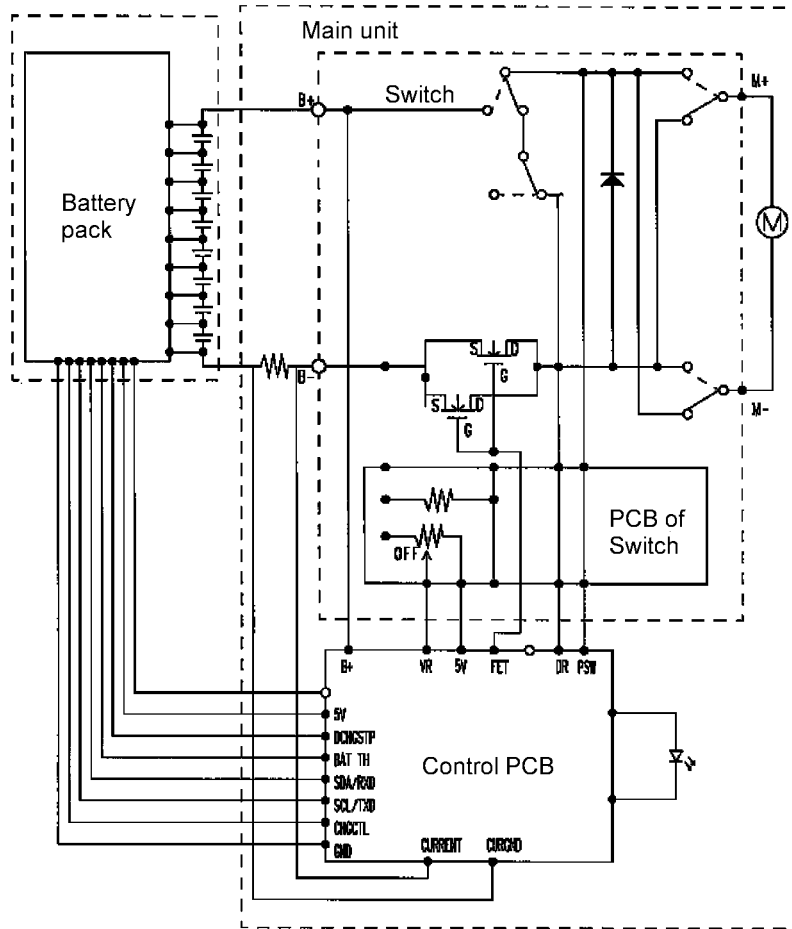 Main unit
B+
Switch
M+
Battery
pack
M
S D
G
B-
S D
G
M-
PCB of
Switch
OFF
B+ VR 5V FET DR PSW
5V
DCHGSTP
BAT TH
SDA/RXD
SCL/TXD
CHGCTL
GND
Control PCB
CURRENT CURGND